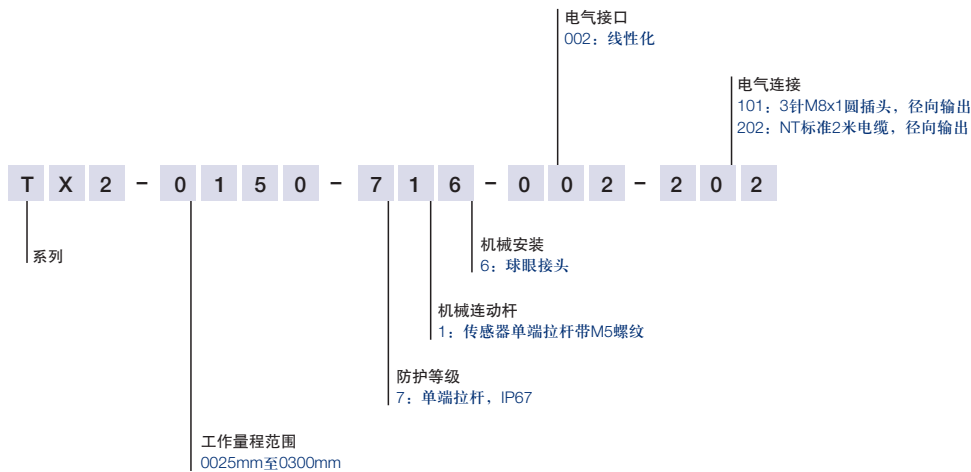 电气接口
002：线性化
电气连接
101：3针M8x1圆插头，径向输出
202：NT标准2米电缆，径向输出
T X 2 - 0 1 5 0 - 7 1 6 - 0 0 2 - 2 0 2
系列
机械安装
6：球眼接头
机械连动杆
1：传感器单端拉杆带M5螺纹
防护等级
7：单端拉杆，IP67
工作量程范围
0025mm至0300mm